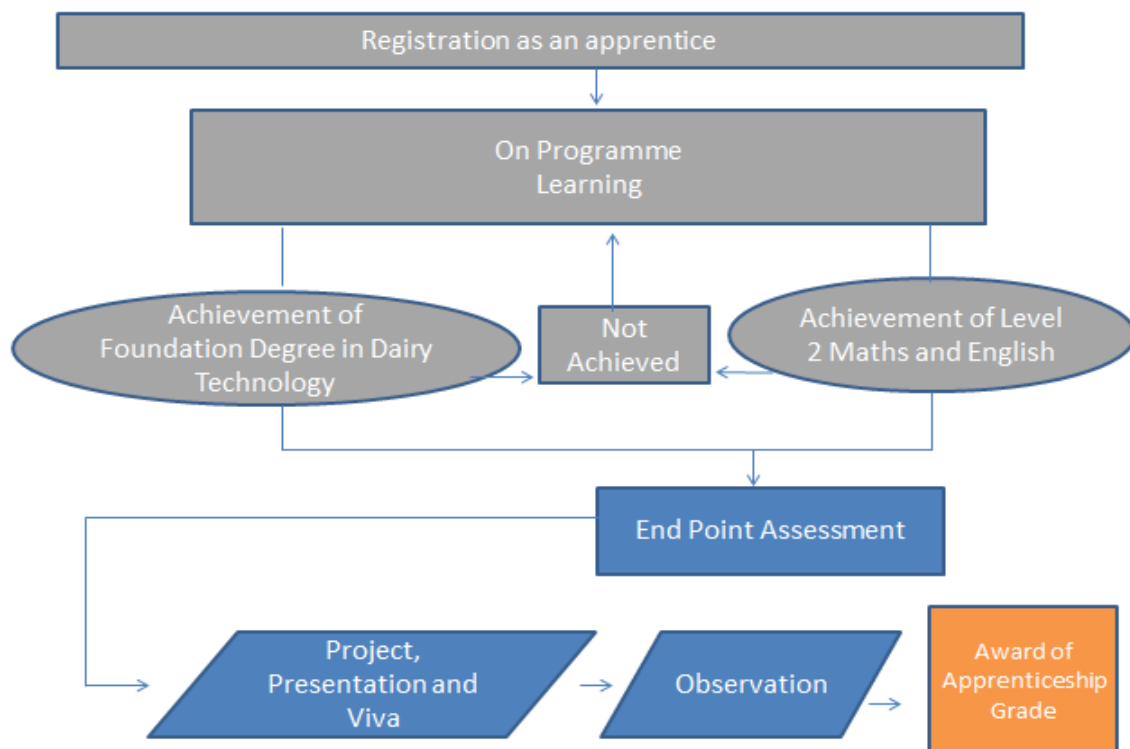 Registration as an apprentice
On Programme
Learning
Achievement of
Foundation Degree in Dairy
Technology
Not
Achieved
Achievement of Level
2 Maths and English
End Point Assessment
Project,
Presentation and
Viva
Observation
Award of
Apprenticeship
Grade